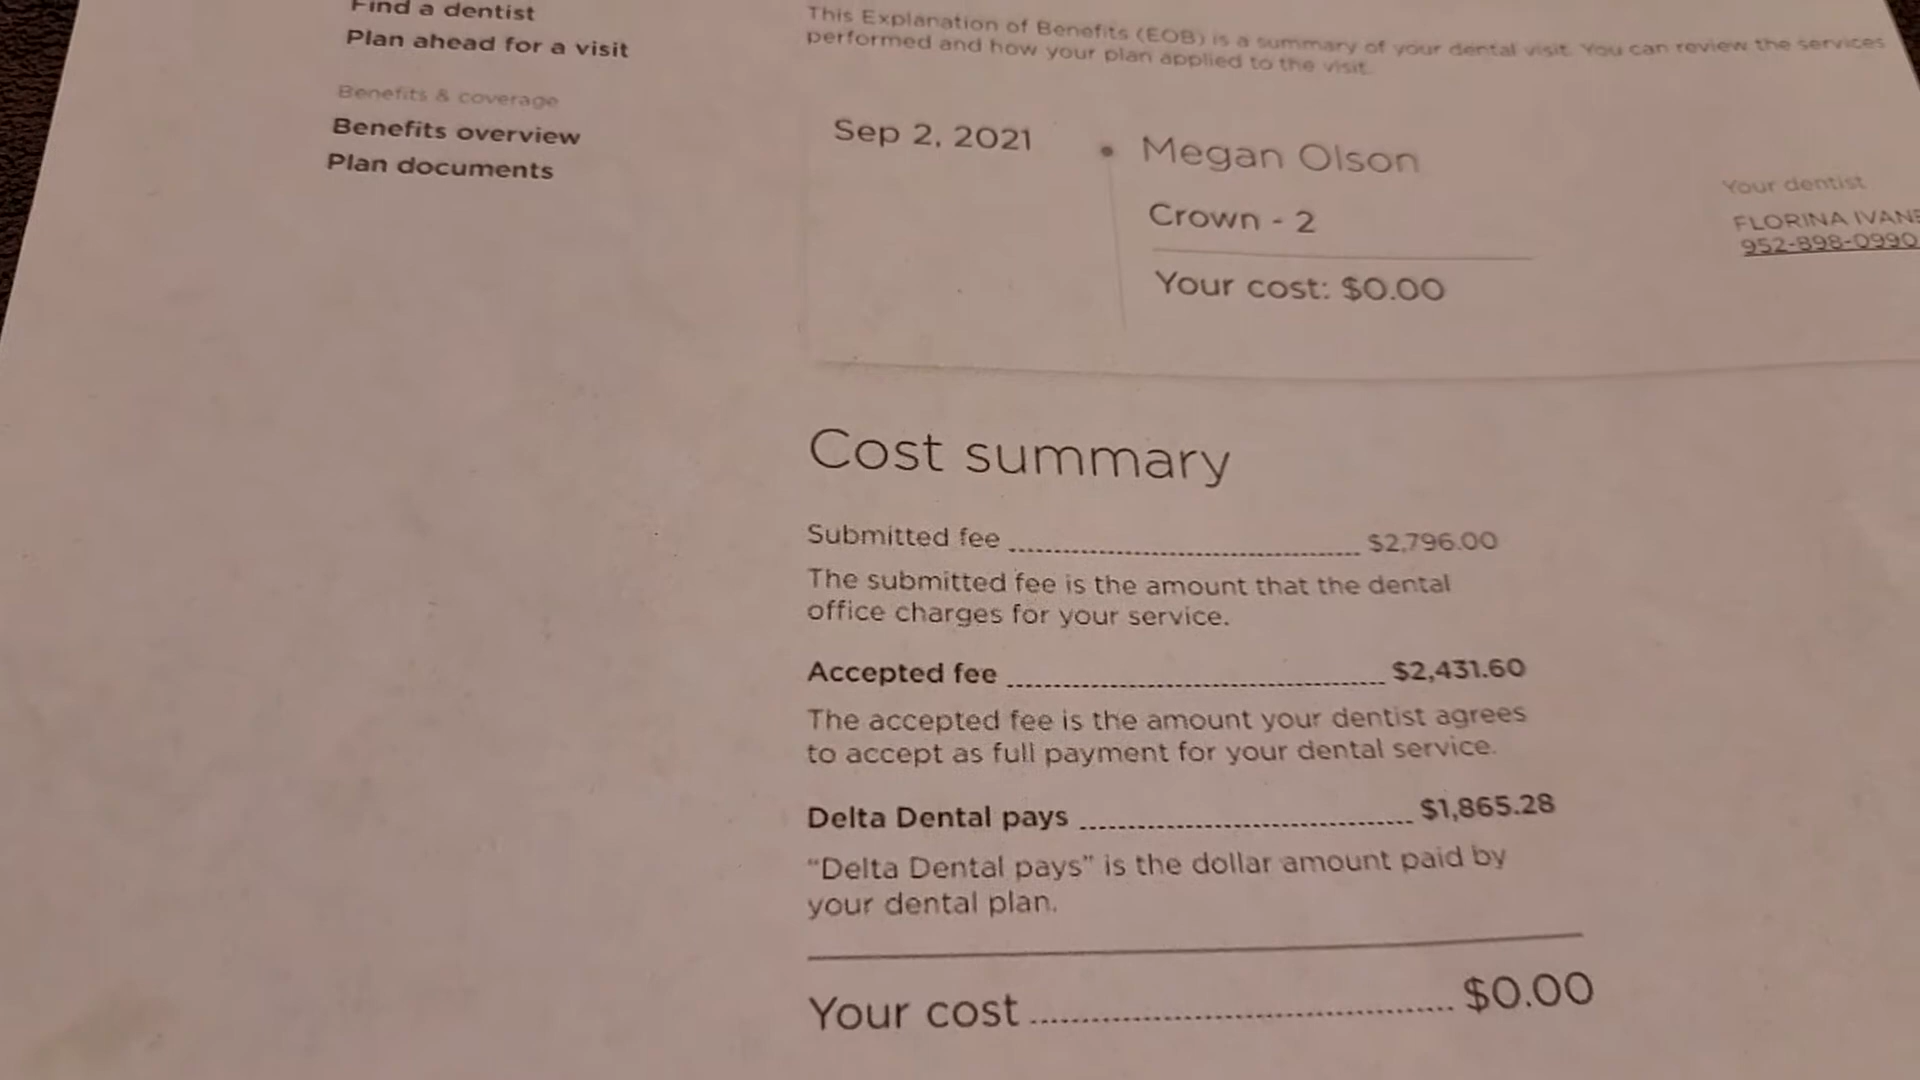 Find a dentist
Plan ahead for a visit
Benefits & coverage
Benefits overview
Plan documents
This Explanation of Benefits (EOB) is a summary of your dental visit. You can review the services
performed and how your plan applied to the visit.
Sep 2, 2021
Megan Olson
Crown - 2
Your cost: $0.00
Your dentist
FLORINA IVANE
952-898-0990
Cost summary
Submitted fee $2,796.00
The submitted fee is the amount that the dental
office charges for your service.
Accepted fee $2,431.60
The accepted fee is the amount your dentist agrees
to accept as full payment for your dental service.
Delta Dental pays $1,865.28
“Delta Dental pays” is the dollar amount paid by
your dental plan.
Your cost $0.00